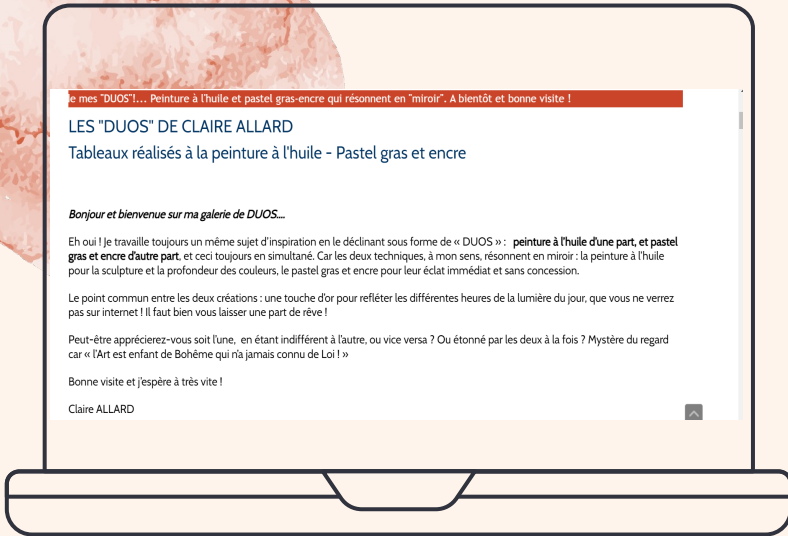 de mes "DUOS"!... Peinture à l'huile et pastel gras-encre qui résonnent en "miroir". A bientôt et bonne visite !
LES "DUOS" DE CLAIRE ALLARD
Tableaux réalisés à la peinture à l'huile - Pastel gras et encre
Bonjour et bienvenue sur ma galerie de DUOS....
Eh oui ! Je travaille toujours un même sujet d'inspiration en le déclinant sous forme de « DUOS » : peinture à l'huile d'une part, et pastel
gras et encre d'autre part, et ceci toujours en simultané. Car les deux techniques, à mon sens, résonnent en miroir : la peinture à l'huile
pour la sculpture et la profondeur des couleurs, le pastel gras et encre pour leur éclat immédiat et sans concession.
Le point commun entre les deux créations : une touche d'or pour refléter les différentes heures de la lumière du jour, que vous ne verrez
pas sur internet ! Il faut bien vous laisser une part de rêve !
Peut-être apprécierez-vous soit l'une, en étant indifférent à l'autre, ou vice versa ? Ou étonné par les deux à la fois ? Mystère du regard
car « l'Art est enfant de Bohême qui n'a jamais connu de Loi ! »
Bonne visite et j'espère à très vite !
Claire ALLARD